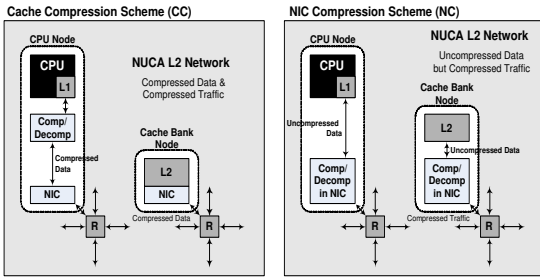 Cache Compression Scheme (CC)
CPU Node
CPU
L1
Comp/
Decomp
Compressed
Data
NIC
R
NUCA L2 Network
Compressed Data &
Compressed Traffic
Cache Bank
Node
L2
NIC
Compressed Data
R
NIC Compression Scheme (NC)
CPU Node
CPU
L1
Uncompressed
Data
Comp/
Decomp
in NIC
R
NUCA L2 Network
Uncompressed Data
but Compressed Traffic
Cache Bank
Node
L2
Uncompressed Data
Comp/
Decomp
in NIC
Compressed Traffic
R